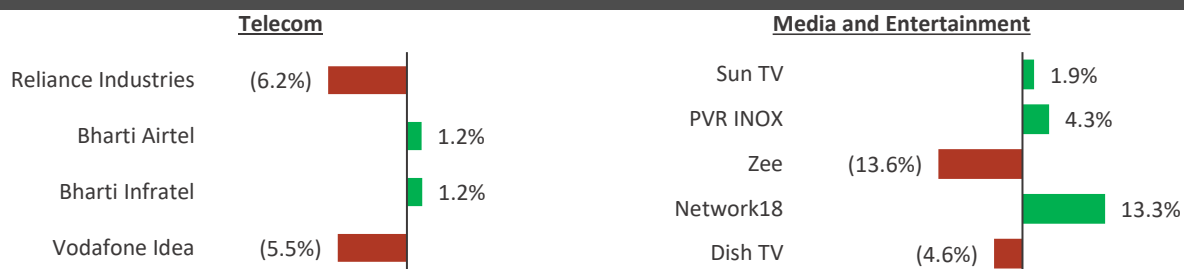 Telecom
Reliance Industries (6.2%)
Bharti Airtel 1.2%
Bharti Infratel 1.2%
Vodafone Idea (5.5%)
Media and Entertainment
Sun TV 1.9%
PVR INOX 4.3%
Zee (13.6%)
Network18 13.3%
Dish TV (4.6%)